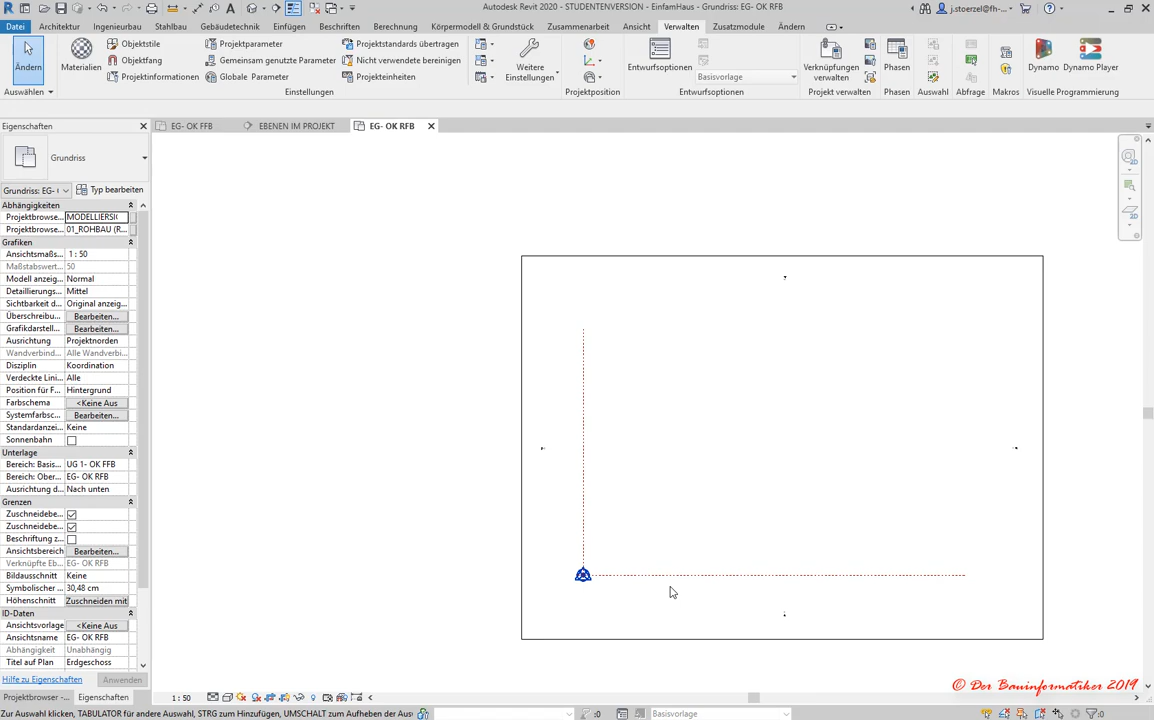 Autodesk Revit 2020 - STUDENTENVERSION - EinfamHaus - Grundriss: EG- OK RFB
j.stoerzel@fh-...
Datei Architektur Ingenieurbau Stahlbau Gebäudetechnik Einfügen Beschriften Berechnung Körpermodell & Grundstück Zusammenarbeit Ansicht Verwalten Zusatzmodule Ändern
Ändern
Materialien
Objektstile
Objektfang
Projektinformationen
Projektparameter
Gemeinsam genutzte Parameter
Globale Parameter
Projektstandards übertragen
Nicht verwendete bereinigen
Projekteinheiten
Weitere
Einstellungen
Entwurfsoptionen
Basisvorlage
Verknüpfungen
verwalten
Phasen
Dynamo Dynamo Player
Auswählen
Einstellungen
Projektposition
Entwurfsoptionen
Projekt verwalten
Phasen
Auswahl
Abfrage
Makros
Visuelle Programmierung
Eigenschaften
EG- OK FFB
EBENEN IM PROJEKT
EG- OK RFB
Grundriss
Grundriss: EG- Typ bearbeiten
Abhängigkeiten
Projektbrowse... MODELLIERSI
Projektbrowse... 01_ROHBAU (R...
Grafiken
Ansichtsmaßs... 1 : 50
Maßstabswert... 50
Modell anzeig... Normal
Detaillierungs... Mittel
Sichtbarkeit d... Original anzeig...
Überschreibu... Bearbeiten...
Grafikdarstell... Bearbeiten...
Ausrichtung Projektnorden
Wandverbind... Alle Wandverbi...
Disziplin Koordination
Verdeckte Lini... Alle
Position für F... Hintergrund
Farbschema <Keine Aus
Systemfarbsc... Bearbeiten...
Standardanzei... Keine
Sonnenbahn
Unterlage
Bereich: Basis... UG 1- OK FFB
Bereich: Ober... EG- OK RFB
Ausrichtung d... Nach unten
Grenzen
Zuschneidebe...
Zuschneidebe...
Beschriftung z...
Ansichtsbereich Bearbeiten...
Verknüpfte Eb... EG- OK RFB
Bildausschnitt Keine
Symbolischer ... 30,48 cm
Höhenschnitt Zuschneiden mit
ID-Daten
Ansichtsvorlage <Keine Aus
Ansichtsname EG- OK RFB
Abhängigkeit Unabhängig
Titel auf Plan Erdgeschoss
Hilfe zu Eigenschaften Anwenden
Projektbrowser -... Eigenschaften
1 : 50
© Der Bauinformatiker 2019
Zur Auswahl klicken, TABULATOR für andere Auswahl, STRG zum Hinzufügen, UMSCHALT zum Aufheben der Aus
:0
Basisvorlage
:0